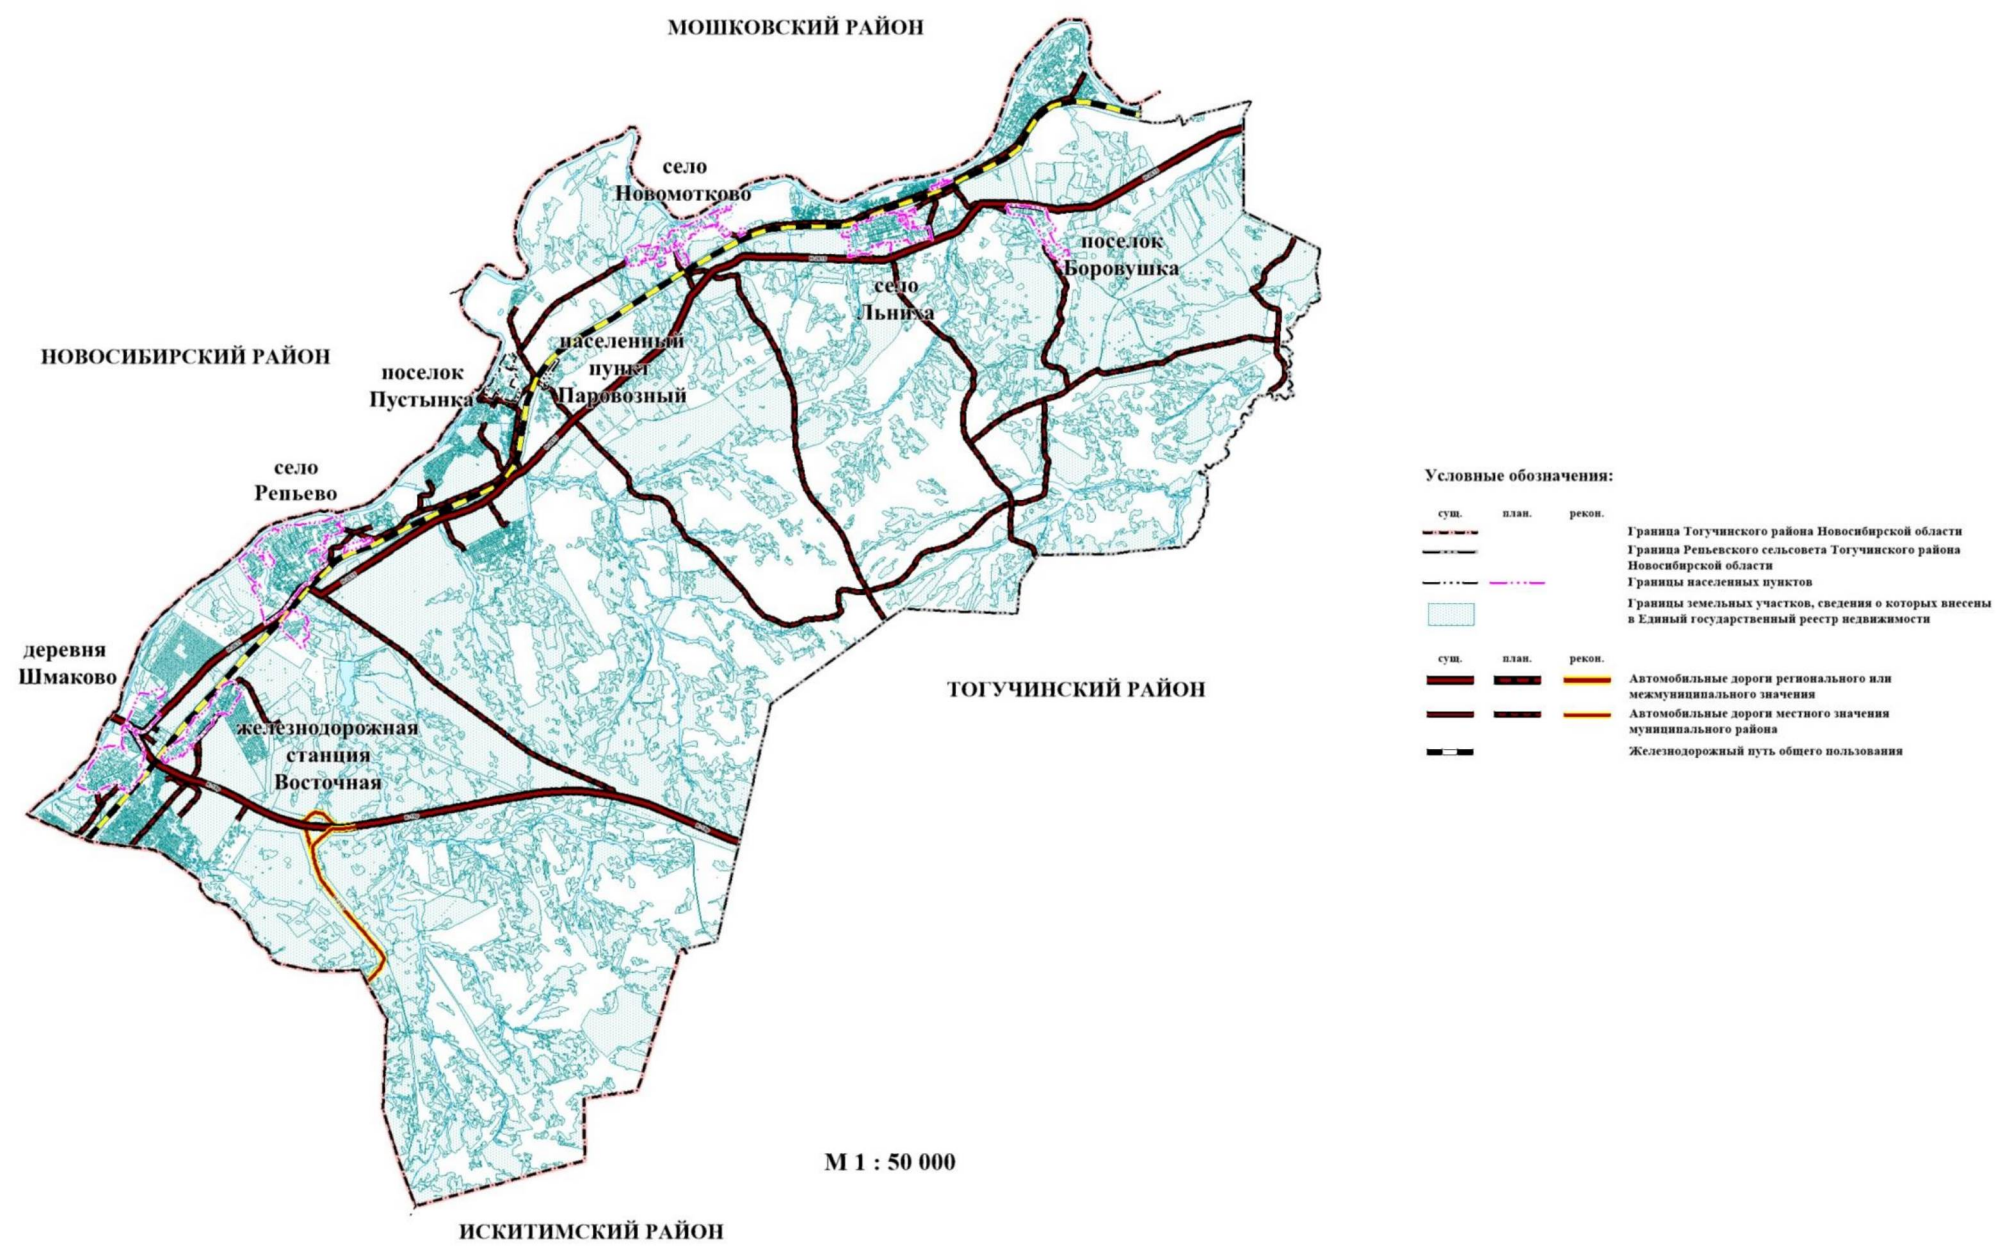 МОШКОВСКИЙ РАЙОН
село
Новомотково
поселок
Боровушка
село
Льниха
НОВОСИБИРСКИЙ РАЙОН
населенный
пункт
Паровозный
поселок
Пустынка
село
Репьево
деревня
Шмаково
железнодорожная
станция
Восточная
ТОГУЧИНСКИЙ РАЙОН
М 1 : 50 000
ИСКИТИМСКИЙ РАЙОН
Условные обозначения:
сущ. план. рекон.
Граница Тогучинского района Новосибирской области
Граница Репьевского сельсовета Тогучинского района
Новосибирской области
Границы населенных пунктов
Границы земельных участков, сведения о которых внесены
в Единый государственный реестр недвижимости
сущ. план. рекон.
Автомобильные дороги регионального или
межмуниципального значения
Автомобильные дороги местного значения
муниципального района
Железнодорожный путь общего пользования